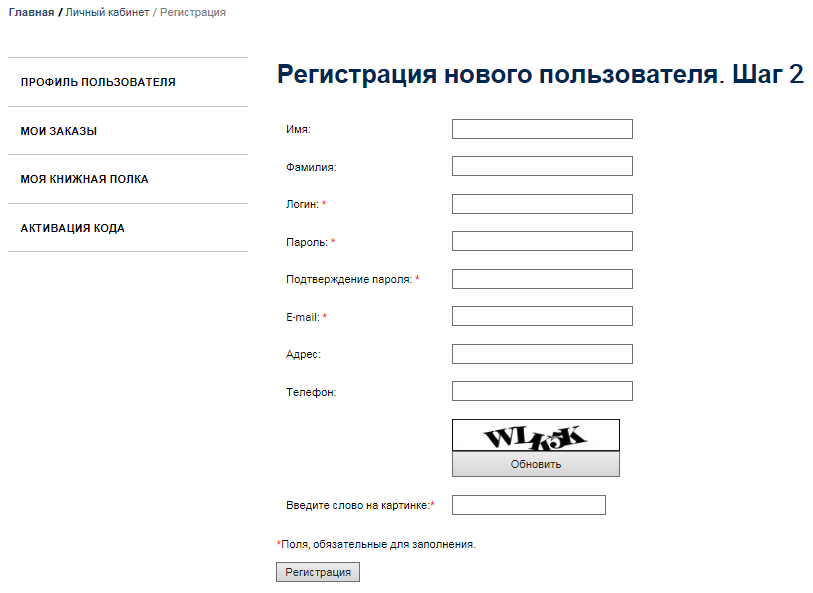 Главная / Личный кабинет / Регистрация
ПРОФИЛЬ ПОЛЬЗОВАТЕЛЯ
МОИ ЗАКАЗЫ
МОЯ КНИЖНАЯ ПОЛКА
АКТИВАЦИЯ КОДА
Регистрация нового пользователя. Шаг 2
Имя:
Фамилия:
Логин: *
Пароль: *
Подтверждение пароля: *
E-mail: *
Адрес:
Телефон:
WLK5K
Обновить
Введите слово на картинке:*
*Поля, обязательные для заполнения.
Регистрация